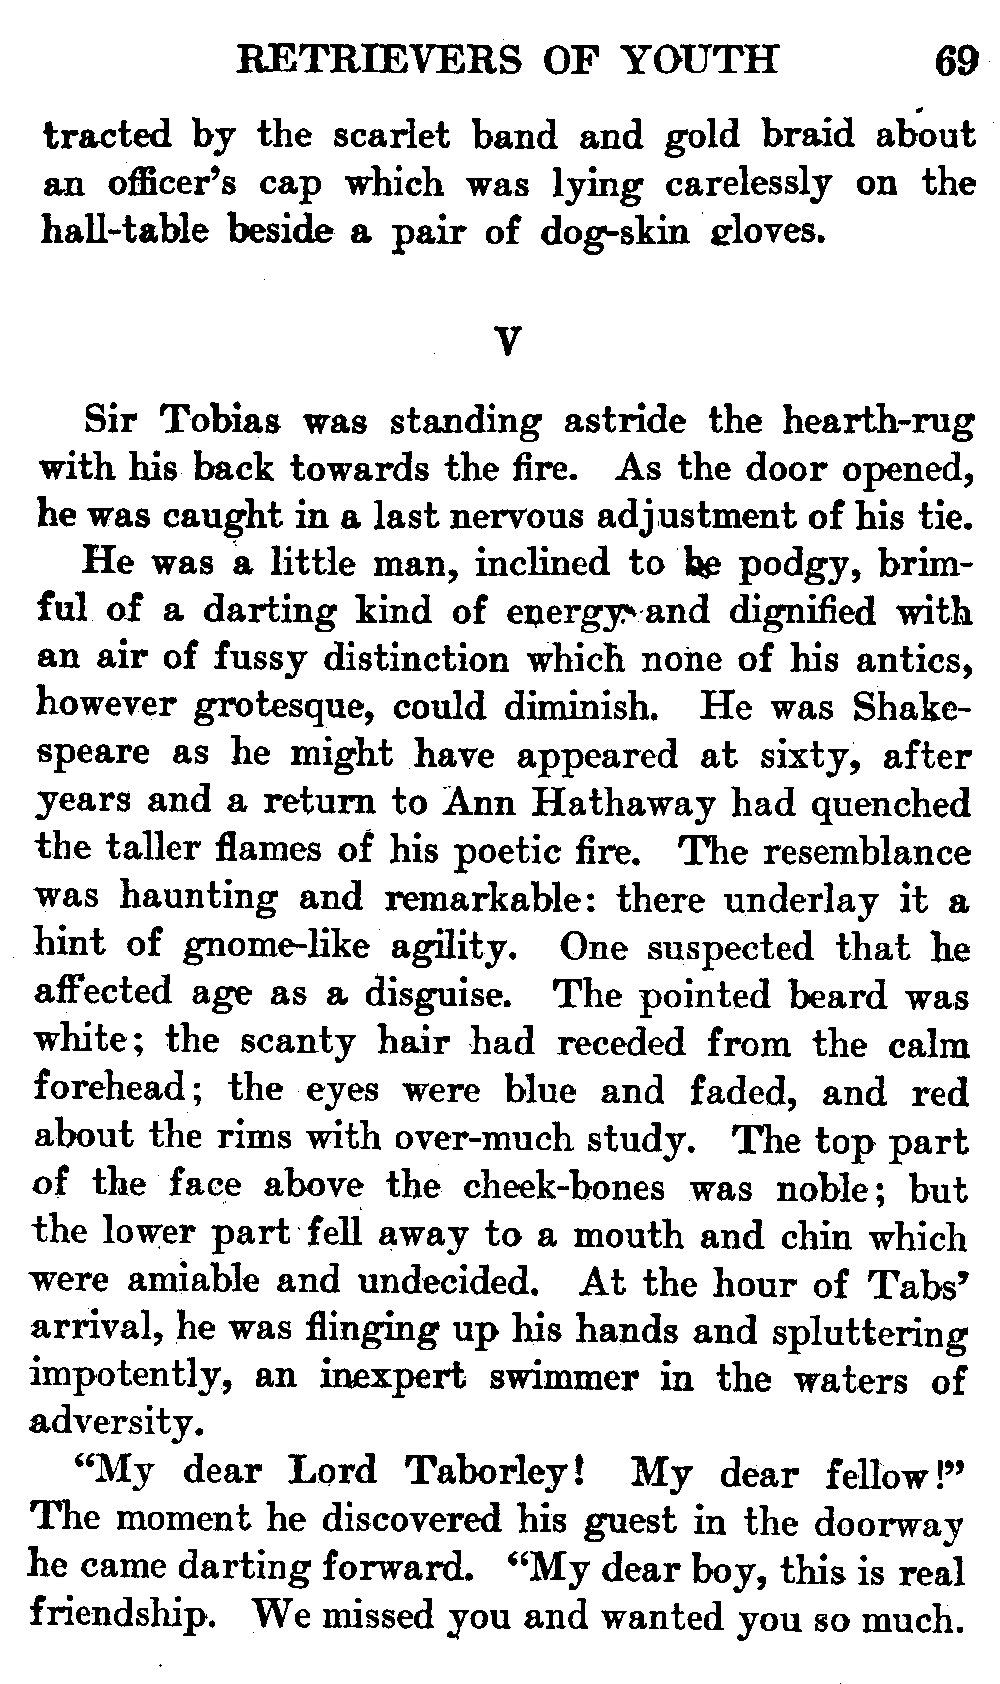 RETRIEVERS OF YOUTH 69
tracted by the scarlet band and gold braid about
an officer's cap which was lying carelessly on the
hall-table beside a pair of dog-skin gloves.
V
Sir Tobias was standing astride the hearth-rug
with his back towards the fire. As the door opened,
he was caught in a last nervous adjustment of his tie.
He was a little man, inclined to be podgy, brim-
ful of a darting kind of energy and dignified with
an air of fussy distinction which none of his antics,
however grotesque, could diminish. He was Shake-
speare as he might have appeared at sixty, after
years and a return to Ann Hathaway had quenched
the taller flames of his poetic fire. The resemblance
was haunting and remarkable: there underlay it a
hint of gnome-like agility. One suspected that he
affected age as a disguise. The pointed beard was
white; the scanty hair had receded from the calm
forehead; the eyes were blue and faded, and red
about the rims with over-much study. The top part
of the face above the cheek-bones was noble; but
the lower part fell away to a mouth and chin which
were amiable and undecided. At the hour of Tabs'
arrival, he was flinging up his hands and spluttering
impotently, an inexpert swimmer in the waters of
adversity.
"My dear Lord Taborley! My dear fellow!"
The moment he discovered his guest in the doorway
he came darting forward. "My dear boy, this is real
friendship. We missed you and wanted you so much.